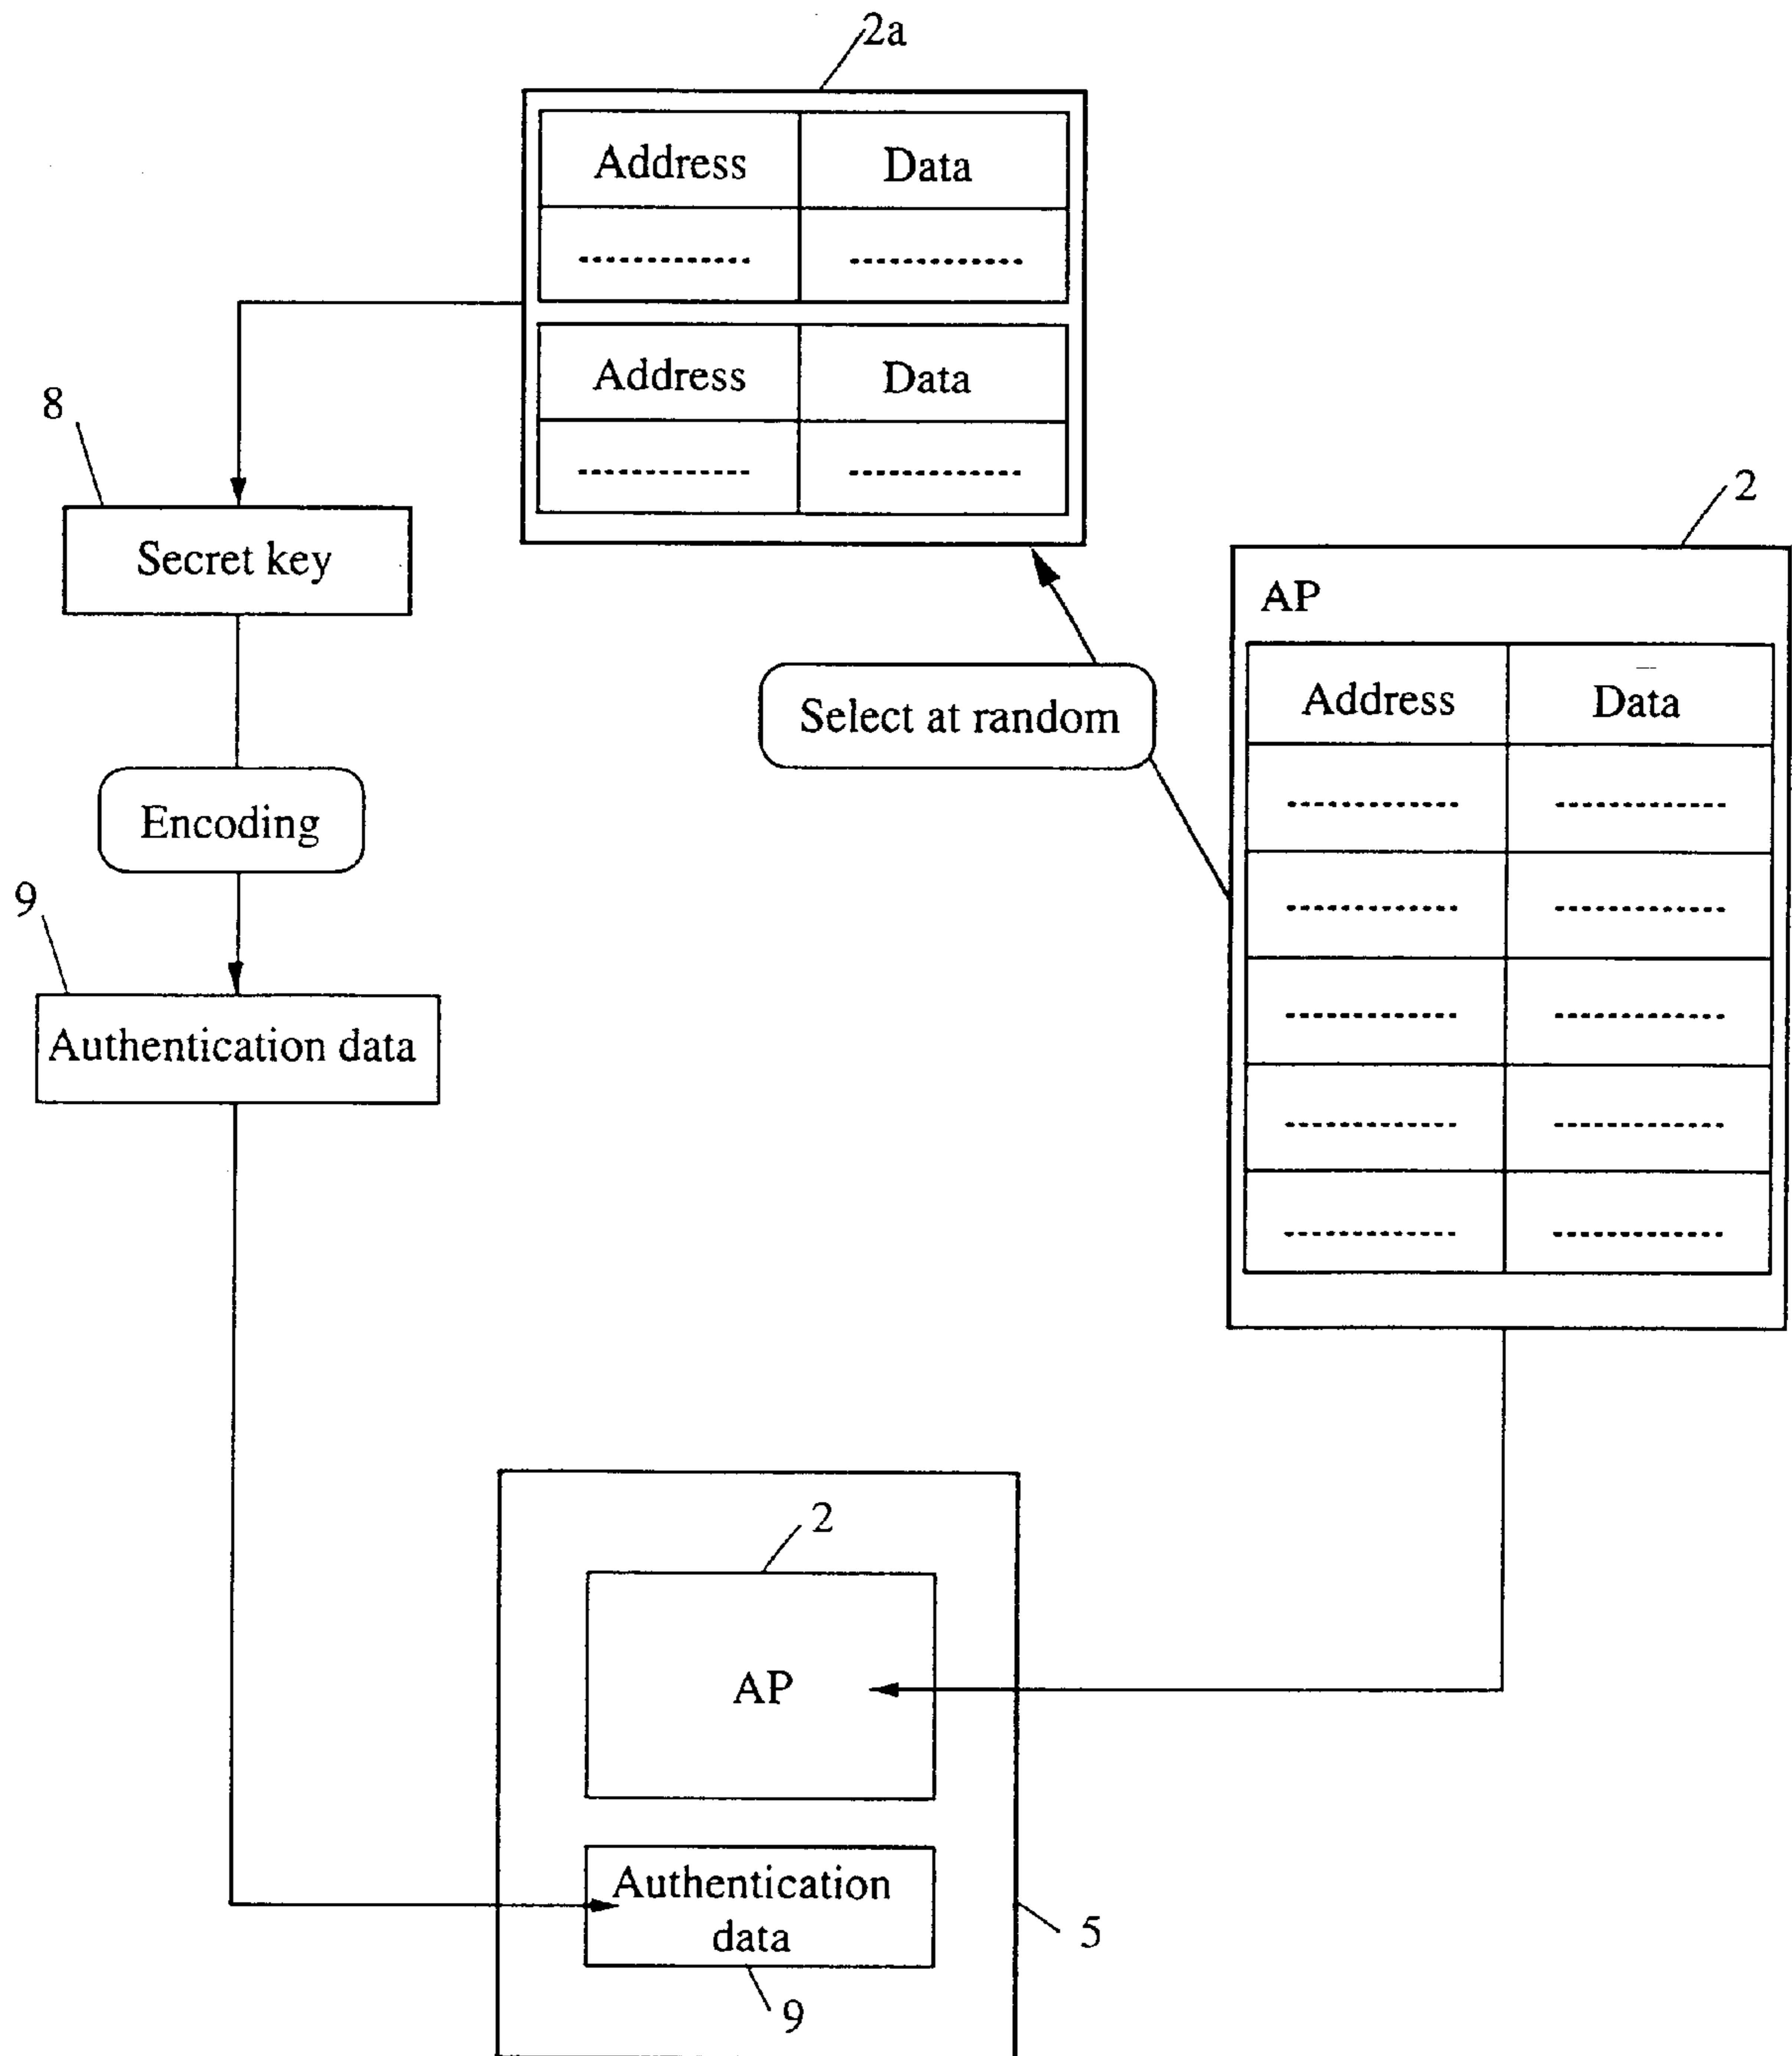 2a
Address Data
............. .............
Address Data
............. .............
8
Secret key
2
AP
Address Data
............. .............
............. .............
............. .............
............. .............
............. .............
Select at random
Encoding
9
Authentication data
2
AP
Authentication
data
5
9